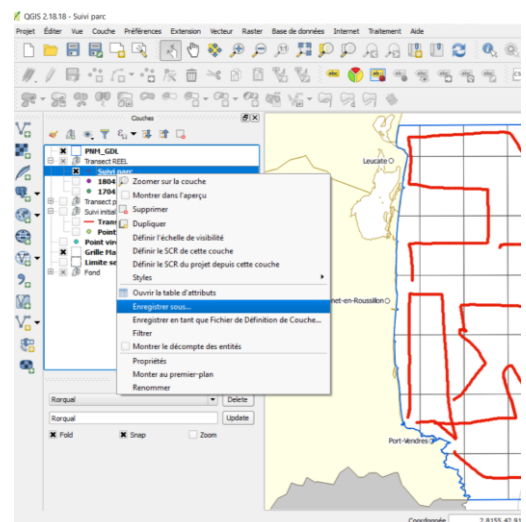 QGIS 2.18.18 - Suivi parc
Projet Éditer Vue Couche Préférences Extension Vecteur Raster Base de données Internet Traitement Aide
Couches
PNM_GDL
Transect REEL
Suivi parc
1804
1704
Transect p
Suivi initial
Tran
Point
Point vir
Grille Ma
Limite se
Fond
Zoomer sur la couche
Montrer dans l'aperçu
Supprimer
Dupliquer
Définir l'échelle de visibilité
Définir le SCR de cette couche
Définir le SCR du projet depuis cette couche
Styles
Ouvrir la table d'attributs
Enregistrer sous...
Enregistrer en tant que Fichier de Définition de Couche...
Filtrer
Montrer le décompte des entités
Propriétés
Monter au premier-plan
Renommer
Leucate
net-en-Roussillon
Port-Vendres
Rorqual Delete
Rorqual Update
Fold Snap Zoom
Coordonnée